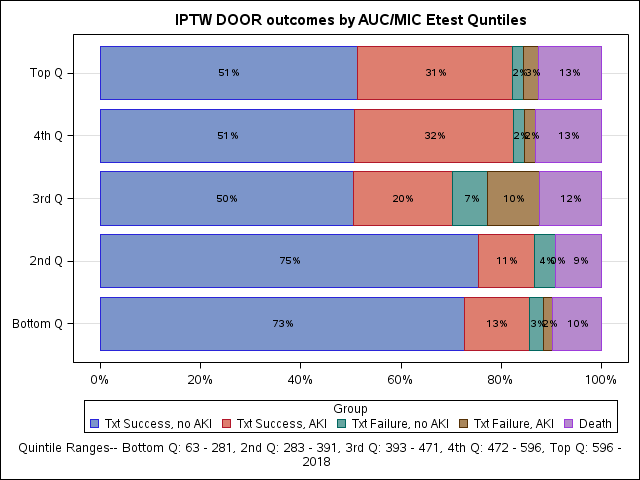 IPTW DOOR outcomes by AUC/MIC Etest Quntiles
Top Q 51% 31% 2% 3% 13%
4th Q 51% 32% 2% 2% 13%
3rd Q 50% 20% 7% 10% 12%
2nd Q 75% 11% 4% 0% 9%
Bottom Q 73% 13% 3% 2% 10%
0% 20% 40% 60% 80% 100%
Group
Txt Success, no AKI Txt Success, AKI Txt Failure, no AKI Txt Failure, AKI Death
Quintile Ranges-- Bottom Q: 63 - 281, 2nd Q: 283 - 391, 3rd Q: 393 - 471, 4th Q: 472 - 596, Top Q: 596 -
2018